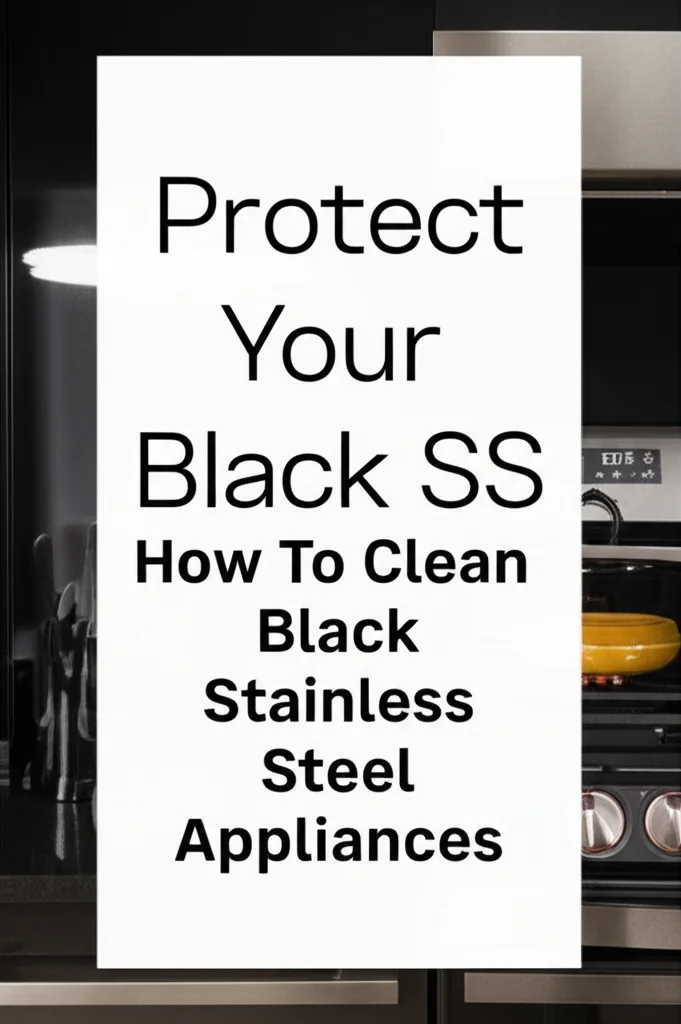 Protect
Your
Black SS
How To Clean
Black
Stainless
Steel
Appliances